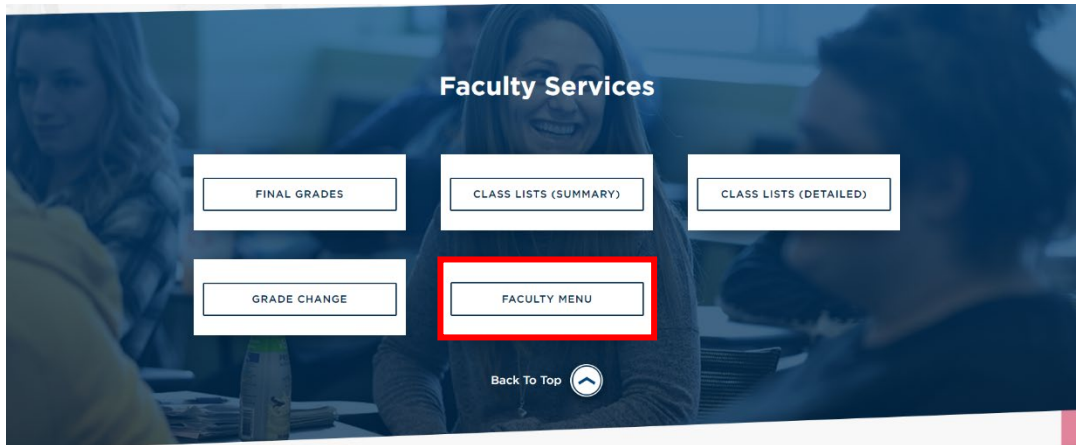 Faculty Services
FINAL GRADES
CLASS LISTS (SUMMARY)
CLASS LISTS (DETAILED)
GRADE CHANGE
FACULTY MENU
Back To Top